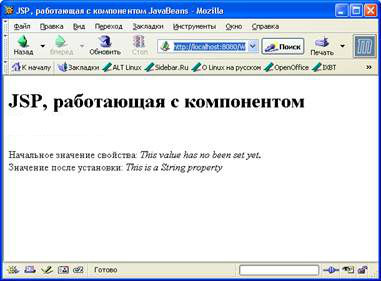 JSP, работающая с компонентом JavaBeans - Mozilla
Файл Правка Вид Переход Закладки Инструменты Окно Справка
Назад Вперед Обновить Стоп http://localhost:8080/W Поиск Печать
К началу Закладки ALT Linux Sidebar.Ru О Linux на русском OpenOffice IXBT
JSP, работающая с компонентом
Начальное значение свойства: This value has no been set yet.
Значение после установки: This is a String property
Готово